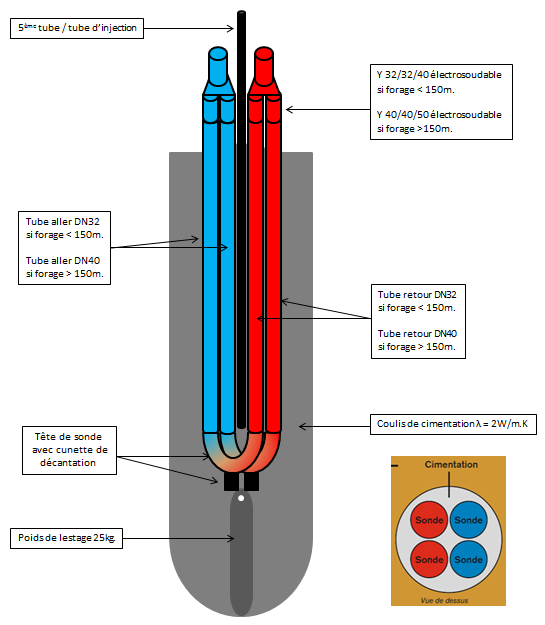 5ème tube / tube d'injection
Y 32/32/40 électrosoudable
si forage < 150m.
Y 40/40/50 électrosoudable
si forage >150m.
Tube aller DN32
si forage < 150m.
Tube aller DN40
si forage > 150m.
Tube retour DN32
si forage < 150m.
Tube retour DN40
si forage > 150m.
Coulis de cimentation λ = 2W/m.K
Tête de sonde
avec cunette de
décantation
Poids de lestage 25kg.
Cimentation
Sonde Sonde
Sonde Sonde
Vue de dessus